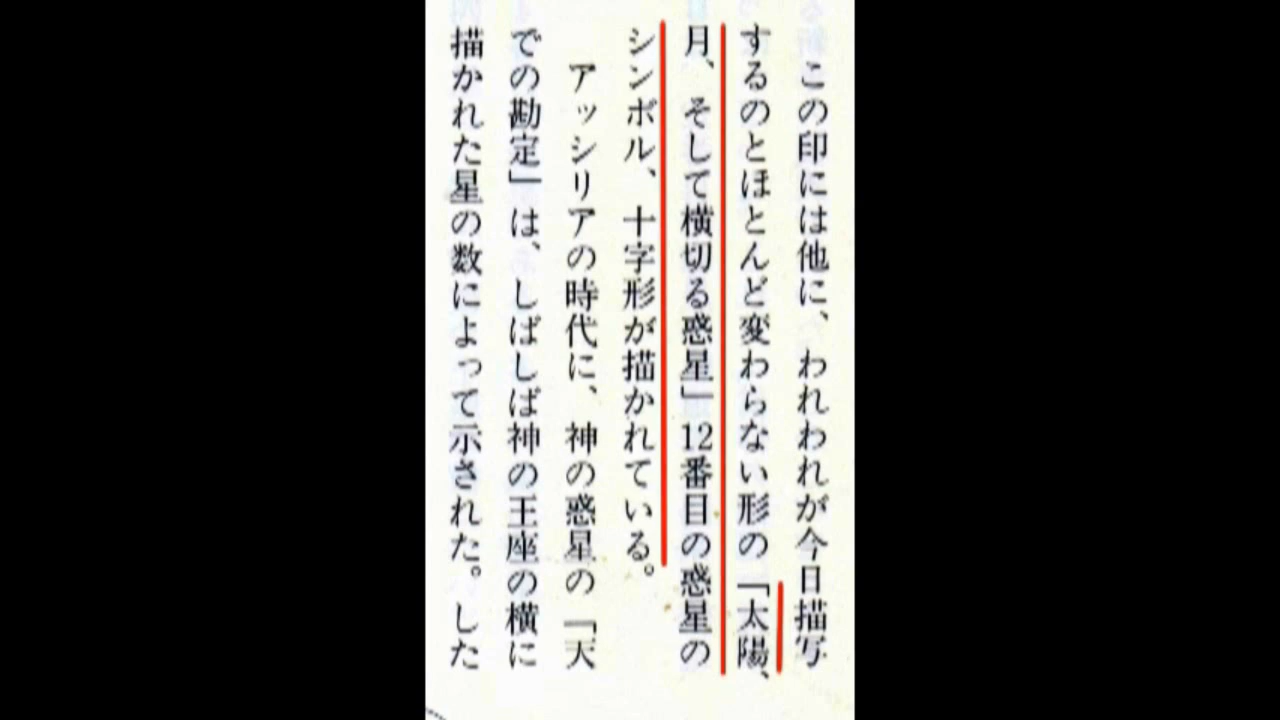 この印には他に、われわれが今日描写
するのとほとんど変わらない形の「太陽、
月、そして横切る惑星」12番目の惑星の
シンボル、十字形が描かれている。
アッシリアの時代に、神の惑星の「天
での勘定」は、しばしば神の王座の横に
描かれた星の数によって示された。した